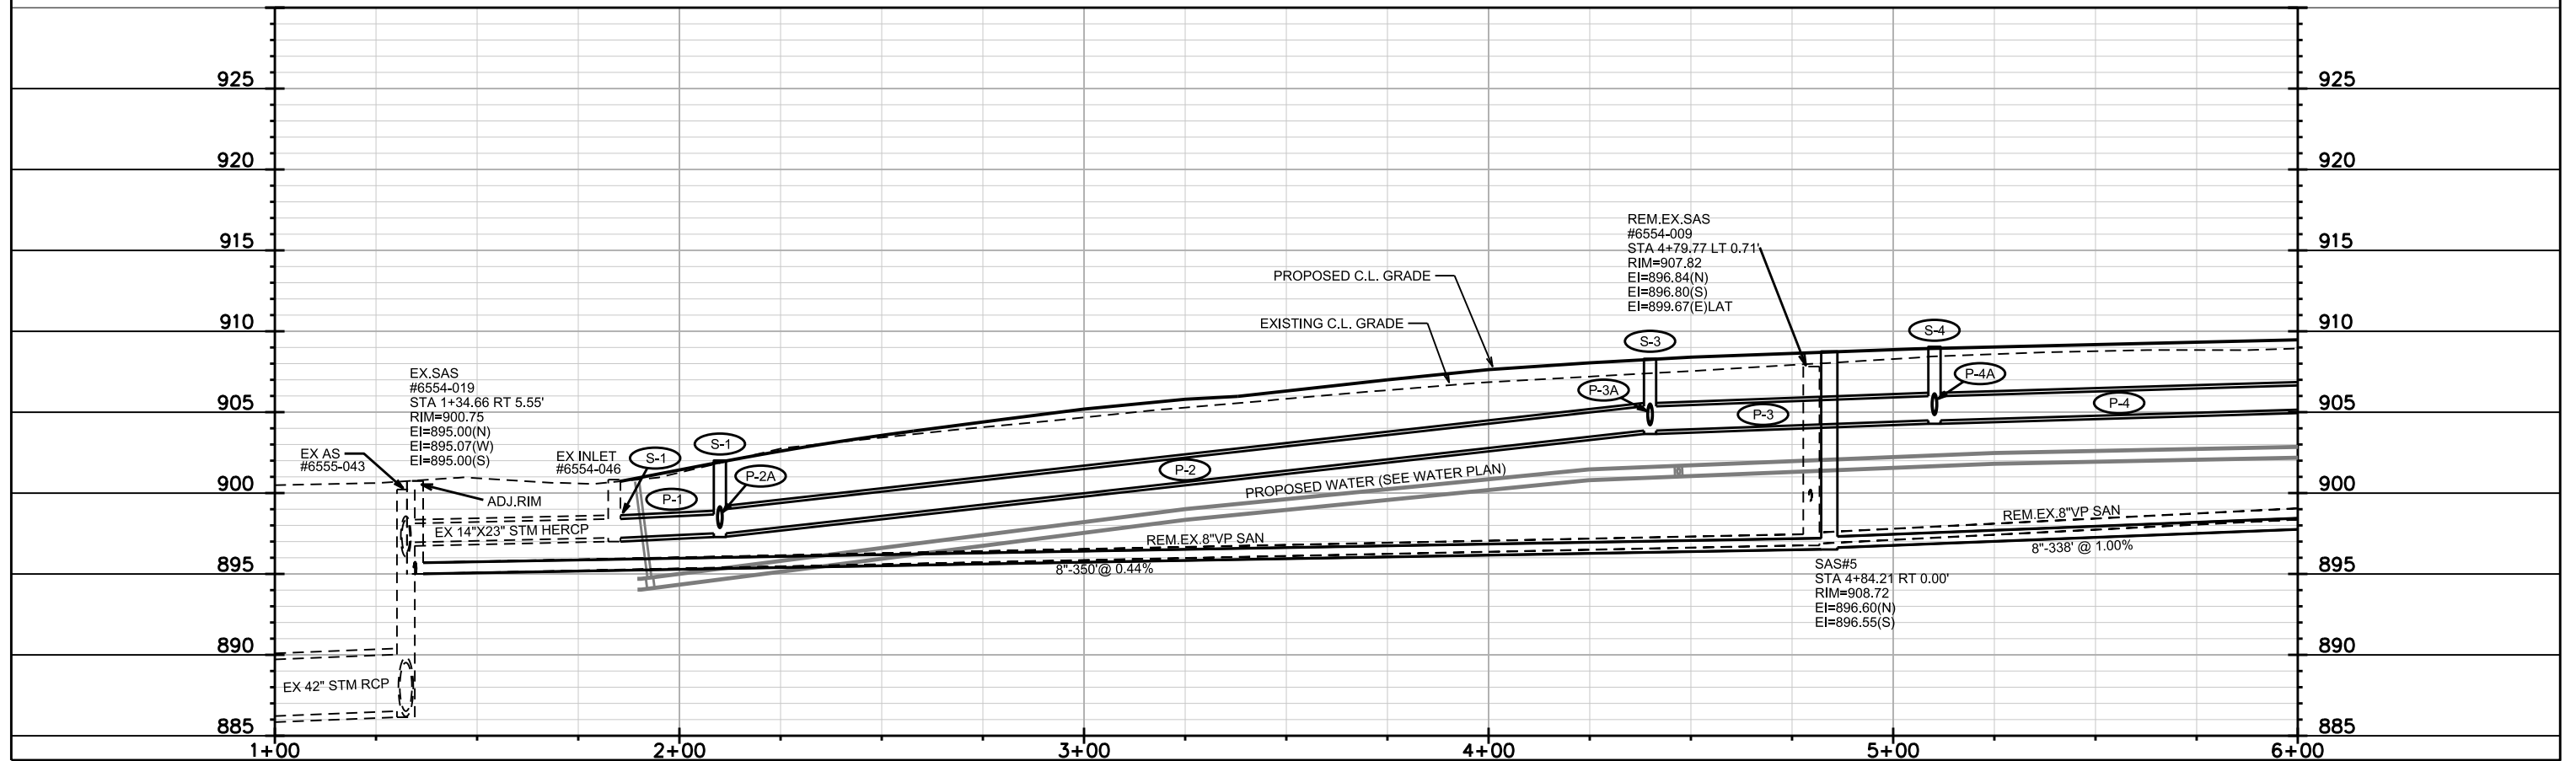 925
925
920
920
915
915
910
910
905
905
900
900
895
895
890
890
885
885
REM.EX.SAS
#6554-009
STA 4+79.77 LT 0.71'
RIM=907.82
EI=896.84(N)
EI=896.80(S)
EI=899.67(E)LAT
PROPOSED C.L. GRADE
EXISTING C.L. GRADE
S-3
S-4
EX.SAS
#6554-019
STA 1+34.66 RT 5.55'
RIM=900.75
EI=895.00(N)
EI=895.07(W)
EI=895.00(S)
P-3A
P-4A
P-3
P-4
EX AS
#6555-043
EX INLET
#6554-046
S-1
S-1
P-2A
P-2
P-1
ADJ.RIM
PROPOSED WATER (SEE WATER PLAN)
EX 14"X23" STM HERCP
REM.EX.8"VP SAN
REM.EX.8"VP SAN
8"-350'@ 0.44%
8"-338' @ 1.00%
SAS#5
STA 4+84.21 RT 0.00'
RIM=908.72
EI=896.60(N)
EI=896.55(S)
EX 42" STM RCP
1+00
2+00
3+00
4+00
5+00
6+00